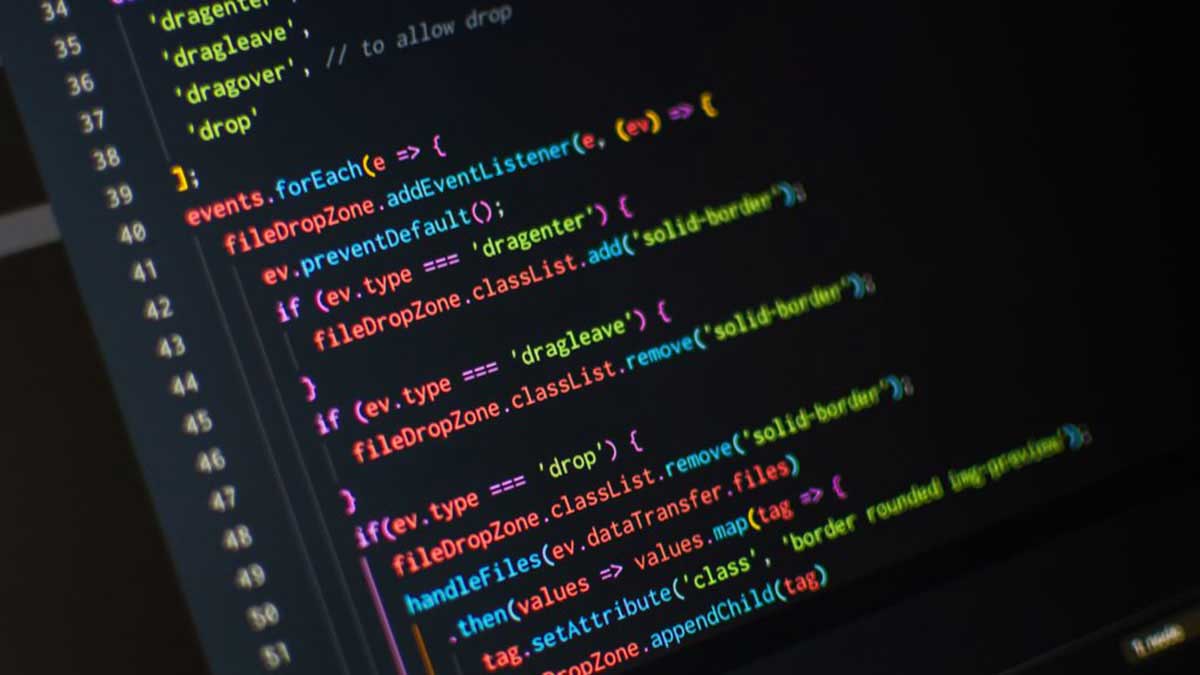 34
35 'dragenter',
36 'dragleave',
37 'dragover', // to allow drop
38 'drop'
39 ];
40 events.forEach(e => {
41 fileDropZone.addEventListener(e, (ev) => {
42 ev.preventDefault();
43 if (ev.type === 'dragenter') {
44 fileDropZone.classList.add('solid-border');
45 }
46 if (ev.type === 'dragleave') {
47 fileDropZone.classList.remove('solid-border');
48 }
49 if(ev.type === 'drop') {
50 fileDropZone.classList.remove('solid-border');
51 handleFiles(ev.dataTransfer.files)
.then(values => values.map(tag => {
tag.setAttribute('class', 'border rounded img-preview');
DropZone.appendChild(tag)